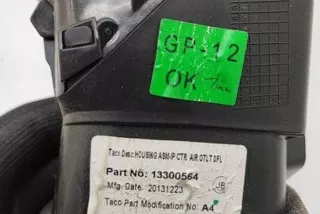 GP-12
OK
Taco Desc:HOUSING ASM-IP CTR AIR OTLT DFL
Part No: 13300564
Mfg. Date: 20131223
JB
Taco Part Modification No: A4